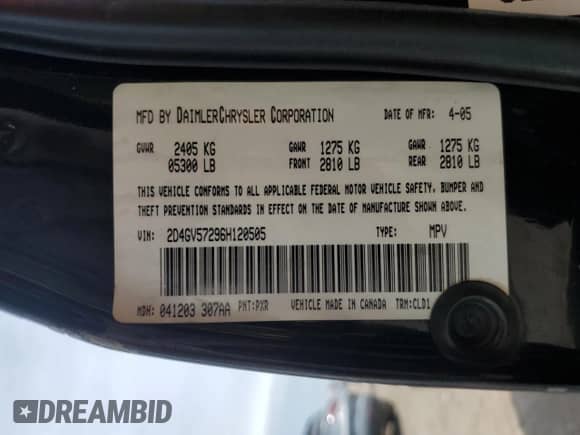 MFD BY DAIMLERCHRYSLER CORPORATION DATE OF MFR: 4-05
GVWR 2405 KG GAWR 1275 KG GAWR 1275 KG
05300 LB FRONT 2810 LB REAR 2810 LB
THIS VEHICLE CONFORMS TO ALL APPLICABLE FEDERAL MOTOR VEHICLE SAFETY, BUMPER AND
THEFT PREVENTION STANDARDS IN EFFECT ON THE DATE OF MANUFACTURE SHOWN ABOVE.
VIN: 2D4GV57296H120505 TYPE: MPV
MDH: 041203 307AA PNT:PXR VEHICLE MADE IN CANADA TRM:CLD1
DREAMBID